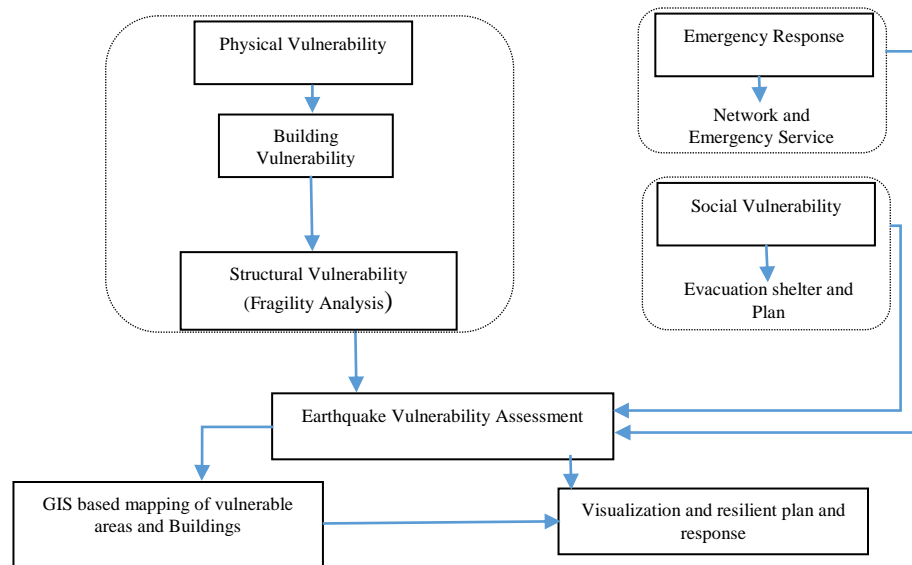 Physical Vulnerability
Building
Vulnerability
Structural Vulnerability
(Fragility Analysis)
Emergency Response
Network and
Emergency Service
Social Vulnerability
Evacuation shelter and
Plan
Earthquake Vulnerability Assessment
GIS based mapping of vulnerable
areas and Buildings
Visualization and resilient plan and
response